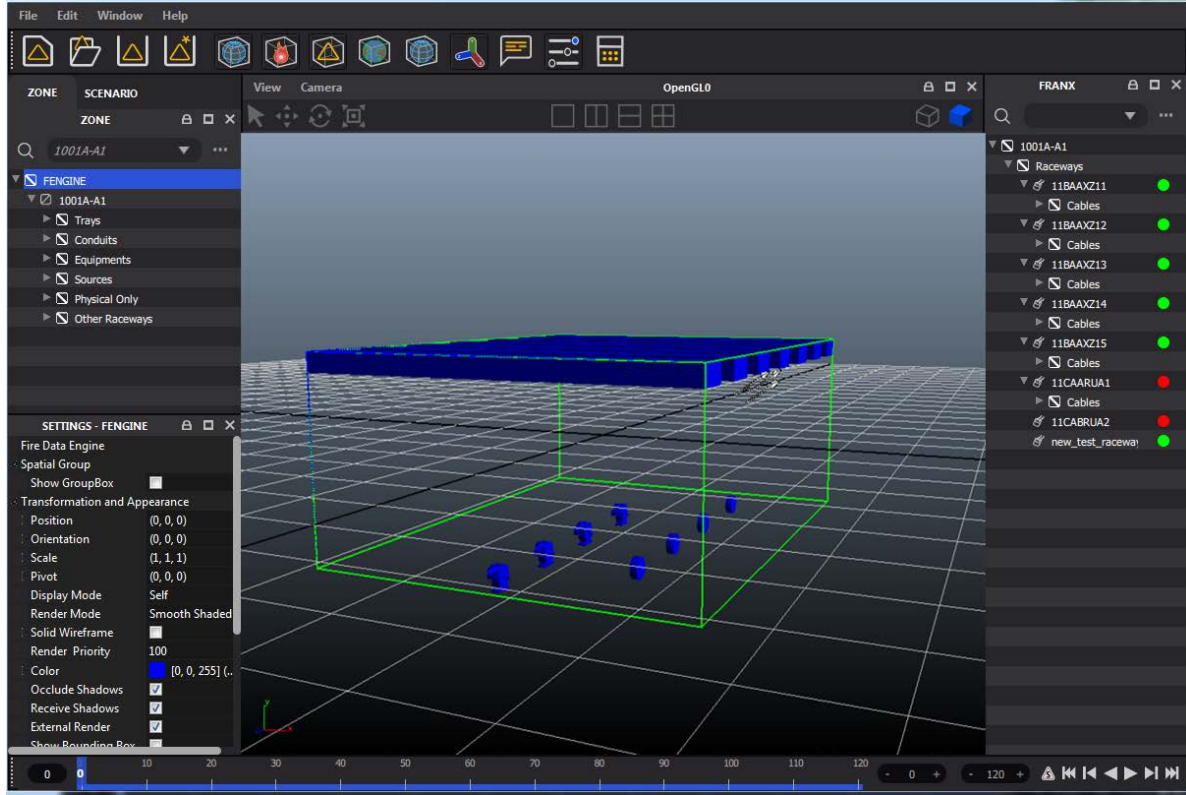 File Edit Window Help
ZONE SCENARIO
ZONE
1001A-A1
FENGINE
1001A-A1
Trays
Conduits
Equipments
Sources
Physical Only
Other Raceways
SETTINGS - FENGINE
Fire Data Engine
Spatial Group
Show GroupBox
Transformation and Appearance
Position (0, 0, 0)
Orientation (0, 0, 0)
Scale (1, 1, 1)
Pivot (0, 0, 0)
Display Mode Self
Render Mode Smooth Shaded
Solid Wireframe
Render Priority 100
Color [0, 0, 255] (..
Occlude Shadows
Receive Shadows
External Render
Show Bounding Box
View Camera OpenGL0
y
x
FRANX
1001A-A1
Raceways
11BAAXZ11
Cables
11BAAXZ12
Cables
11BAAXZ13
Cables
11BAAXZ14
Cables
11BAAXZ15
Cables
11CAARUA1
Cables
11CABRUA2
new_test_raceway
0 0 10 20 30 40 50 60 70 80 90 100 110 120 - 0 + - 120 +